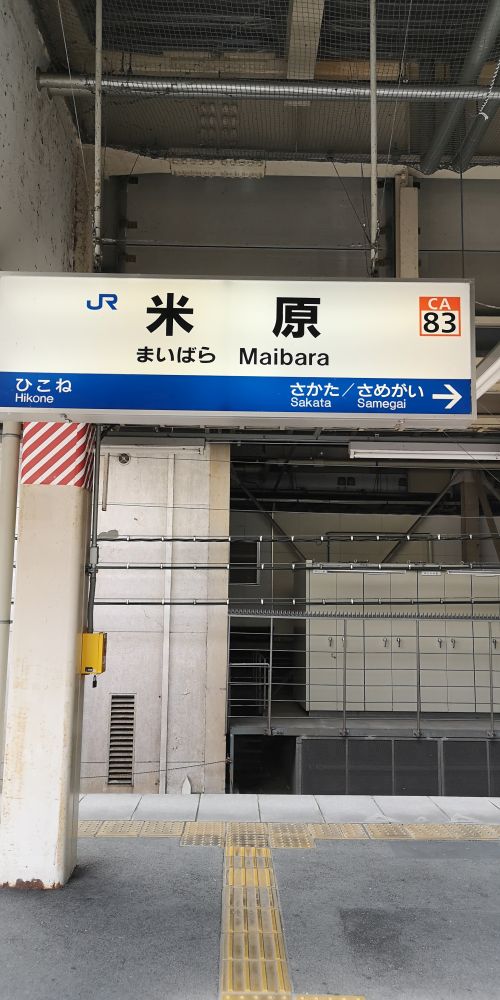 JR 米原 CA
まいばら Maibara 83
ひこね さかた／さめがい →
Hikone Sakata Samegai